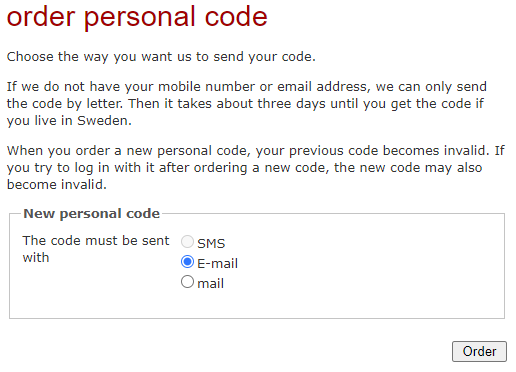 order personal code
Choose the way you want us to send your code.
If we do not have your mobile number or email address, we can only send
the code by letter. Then it takes about three days until you get the code if
you live in Sweden.
When you order a new personal code, your previous code becomes invalid. If
you try to log in with it after ordering a new code, the new code may also
become invalid.
New personal code
The code must be sent
with
SMS
E-mail
mail
Order